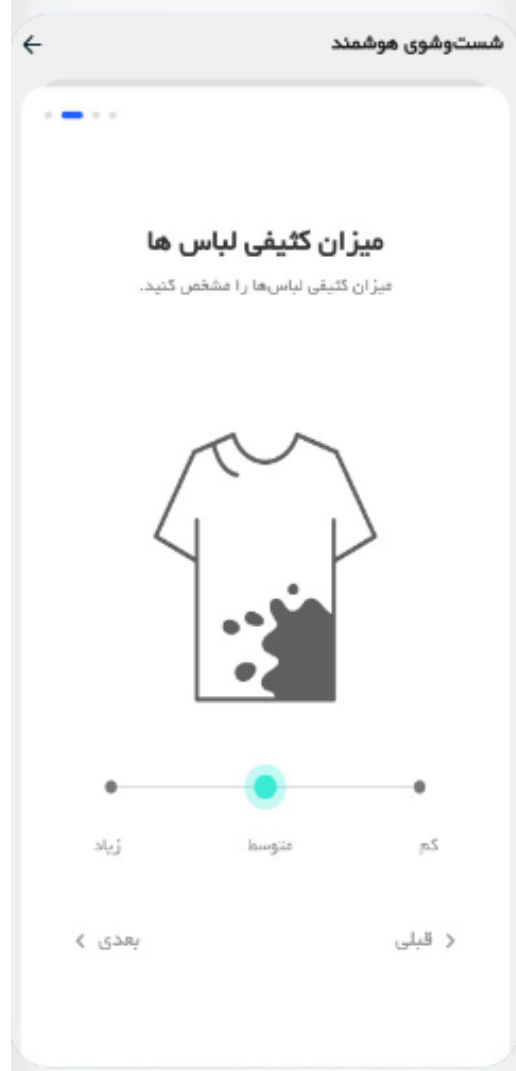 شست‌وشوی هوشمند
میزان کثیفی لباس ها
میزان کثیفی لباس‌ها را مشخص کنید.
کم
متوسط
زیاد
قبلی
بعدی